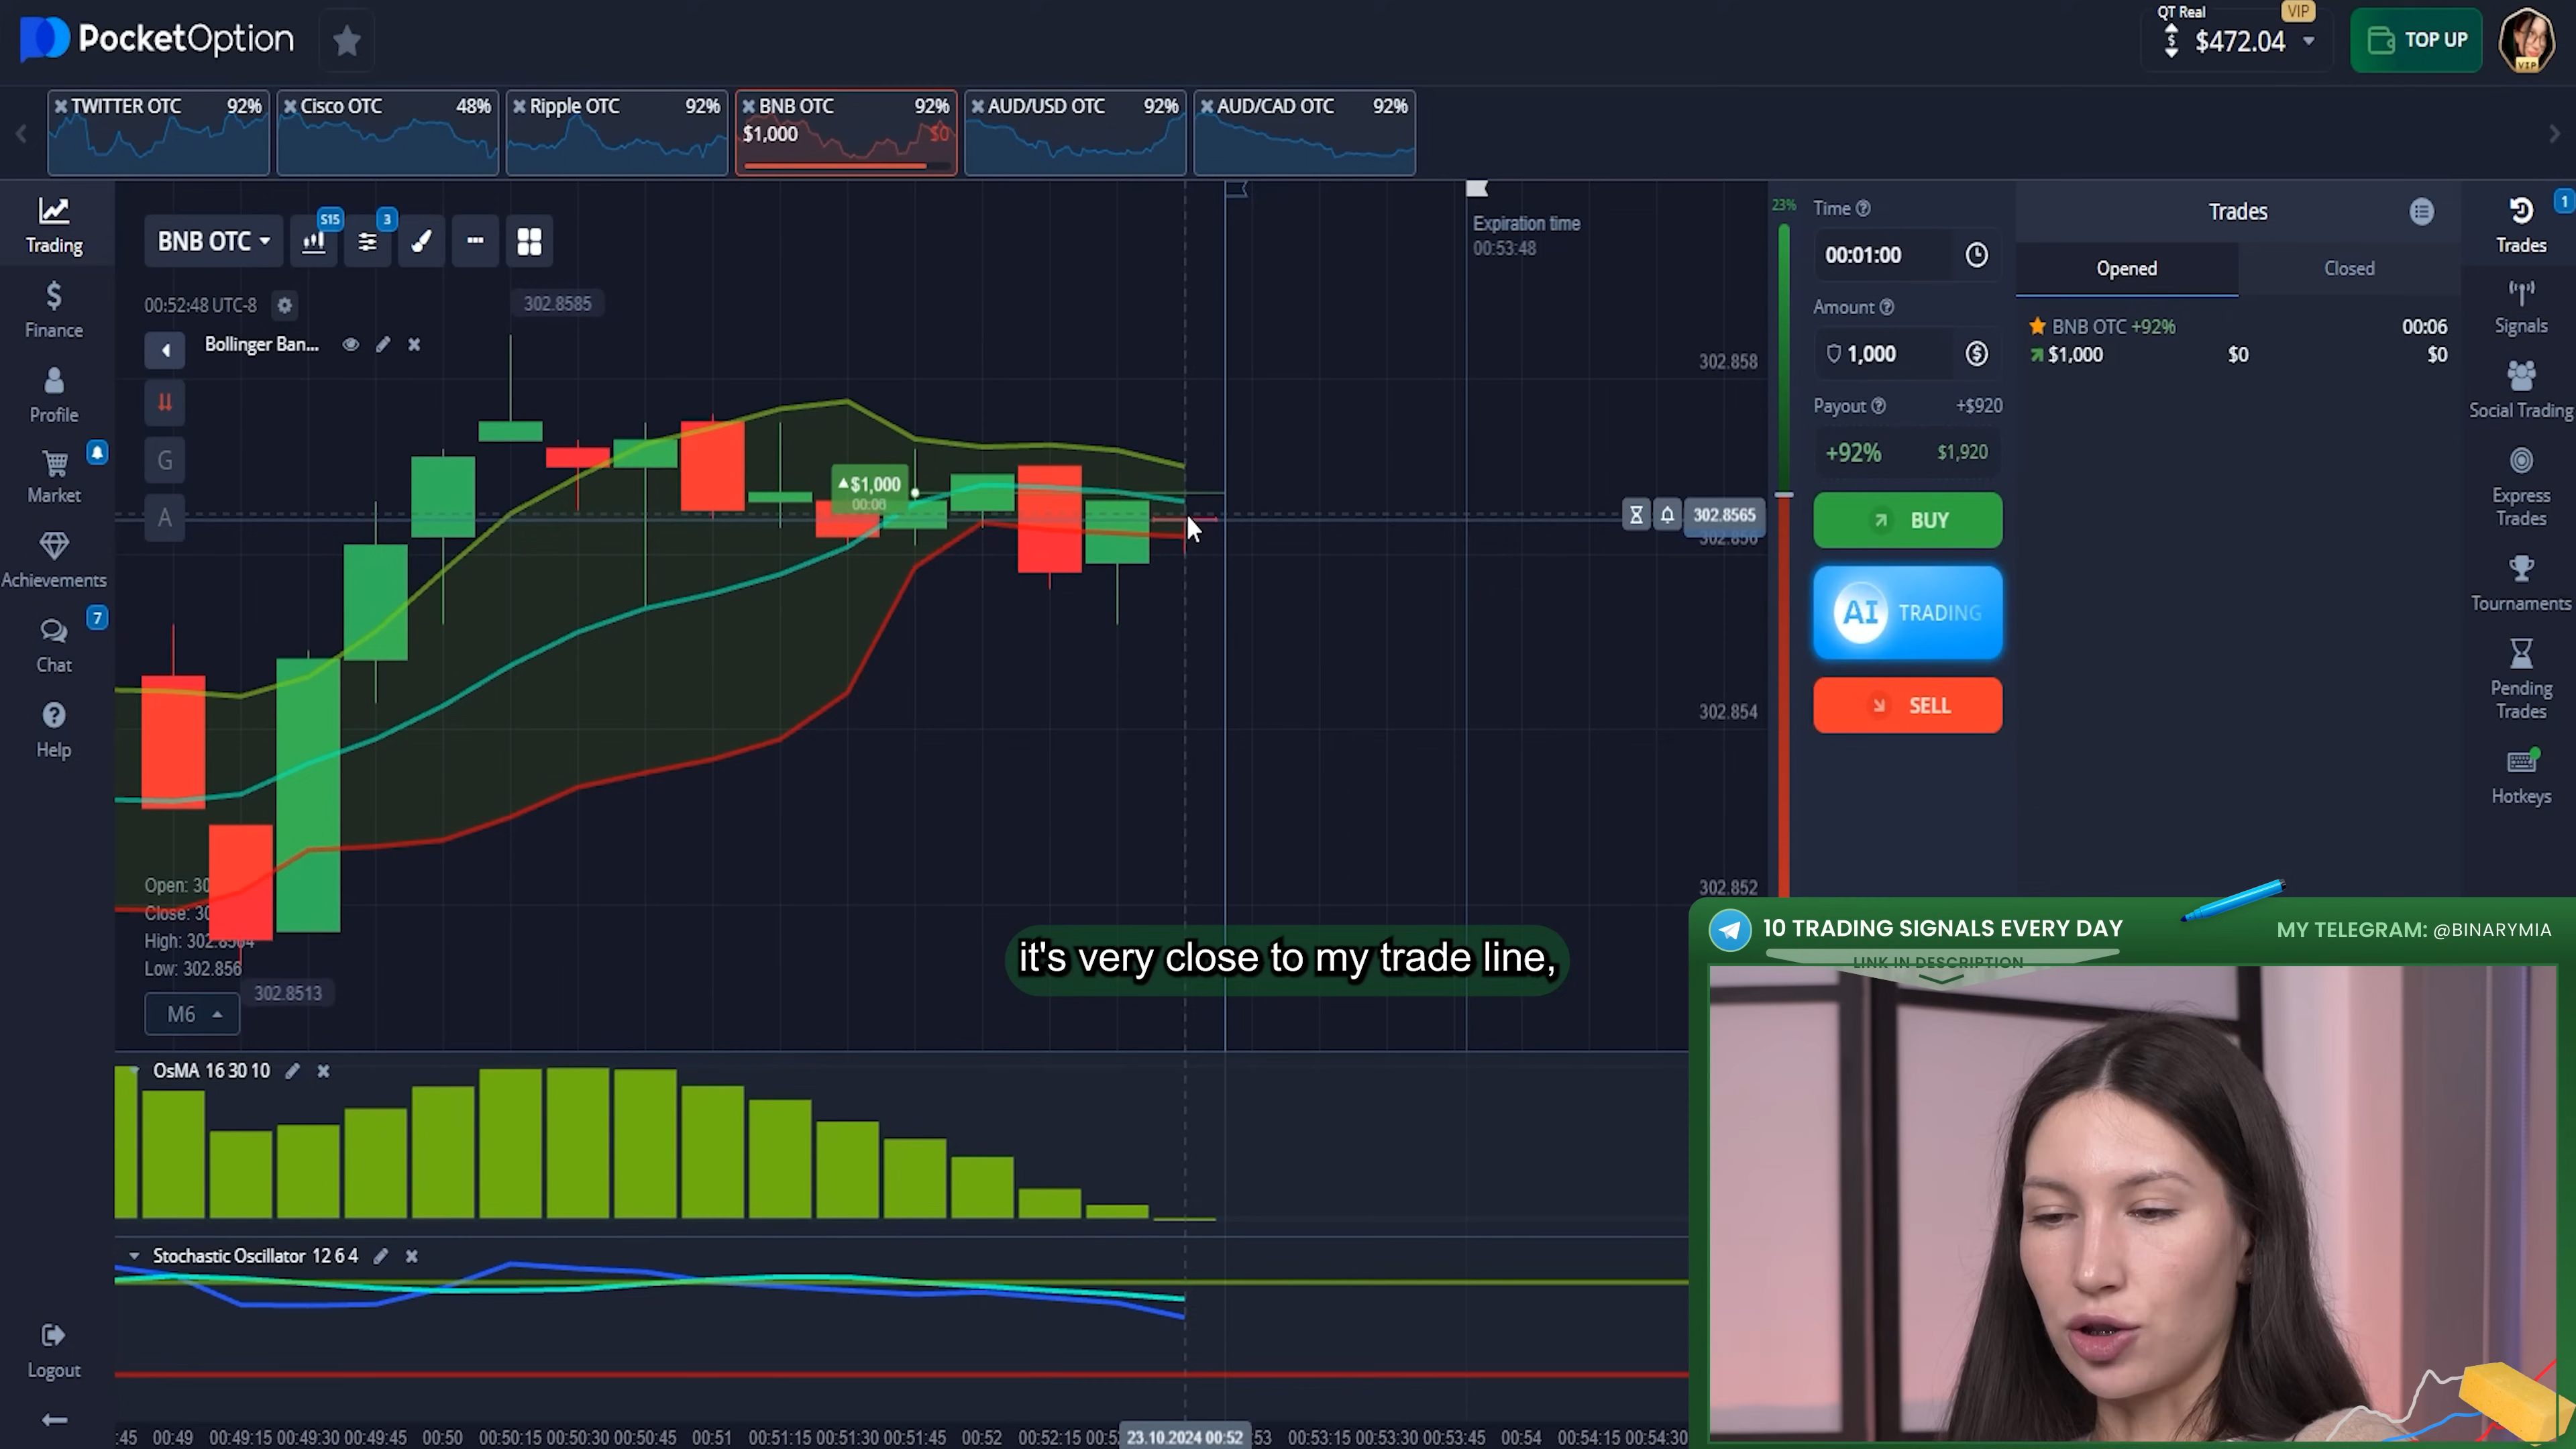 PocketOption
QT Real
VIP
$472.04
TOP UP
VIP
TWITTER OTC 92%
Cisco OTC 48%
Ripple OTC 92%
BNB OTC 92%
$1,000 $0
AUD/USD OTC 92%
AUD/CAD OTC 92%
Trading
Finance
Profile
Market
Achievements
7
Chat
Help
Logout
BNB OTC
S15
3
00:52:48 UTC-8
302.8585
Bollinger Ban...
G
A
$1,000
00:06
Expiration time
00:53:48
302.858
302.8565
302.856
302.854
302.852
Low: 302.856
302.8513
M6
it's very close to my trade line,
OsMA 16 30 10
Stochastic Oscillator 12 6 4
:45 00:49 00:49:15 00:49:30 00:49:45 00:50 00:50:15 00:50:30 00:50:45 00:51 00:51:15 00:51:30 00:51:45 00:52 00:52:15 23.10.2024 00:52 53 00:53:15 00:53:30 00:53:45 00:54 00:54:15 00:54:30
23%
Time
00:01:00
Amount
1,000
Payout +$920
+92% $1,920
BUY
AI TRADING
SELL
Trades
Opened Closed
BNB OTC +92% 00:06
$1,000 $0 $0
1
Trades
Signals
Social Trading
Express
Trades
Tournaments
Pending
Trades
Hotkeys
10 TRADING SIGNALS EVERY DAY
LINK IN DESCRIPTION
MY TELEGRAM: @BINARYMIA